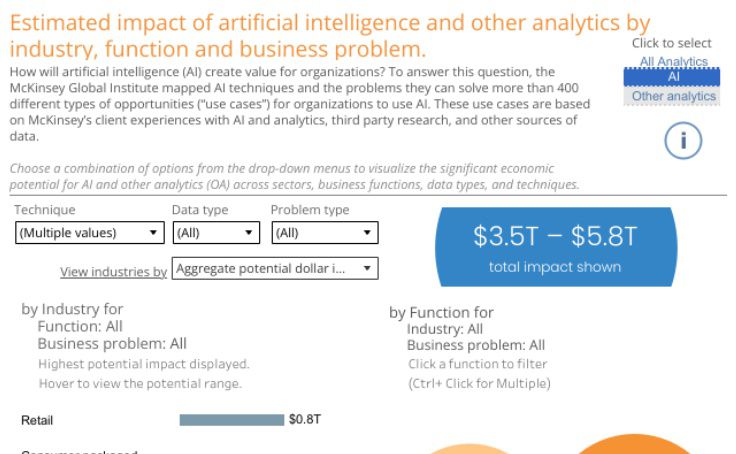 Estimated impact of artificial intelligence and other analytics by
industry, function and business problem.
Click to select
All Analytics
AI
Other analytics
i
How will artificial intelligence (AI) create value for organizations? To answer this question, the
McKinsey Global Institute mapped AI techniques and the problems they can solve more than 400
different types of opportunities (“use cases”) for organizations to use AI. These use cases are based
on McKinsey's client experiences with AI and analytics, third party research, and other sources of
data.
Choose a combination of options from the drop-down menus to visualize the significant economic
potential for AI and other analytics (OA) across sectors, business functions, data types, and techniques.
Technique
Data type
Problem type
(Multiple values)
(All)
(All)
View industries by
Aggregate potential dollar i...
$3.5T – $5.8T
total impact shown
by Industry for
Function: All
Business problem: All
Highest potential impact displayed.
Hover to view the potential range.
by Function for
Industry: All
Business problem: All
Click a function to filter
(Ctrl+ Click for Multiple)
Retail
$0.8T